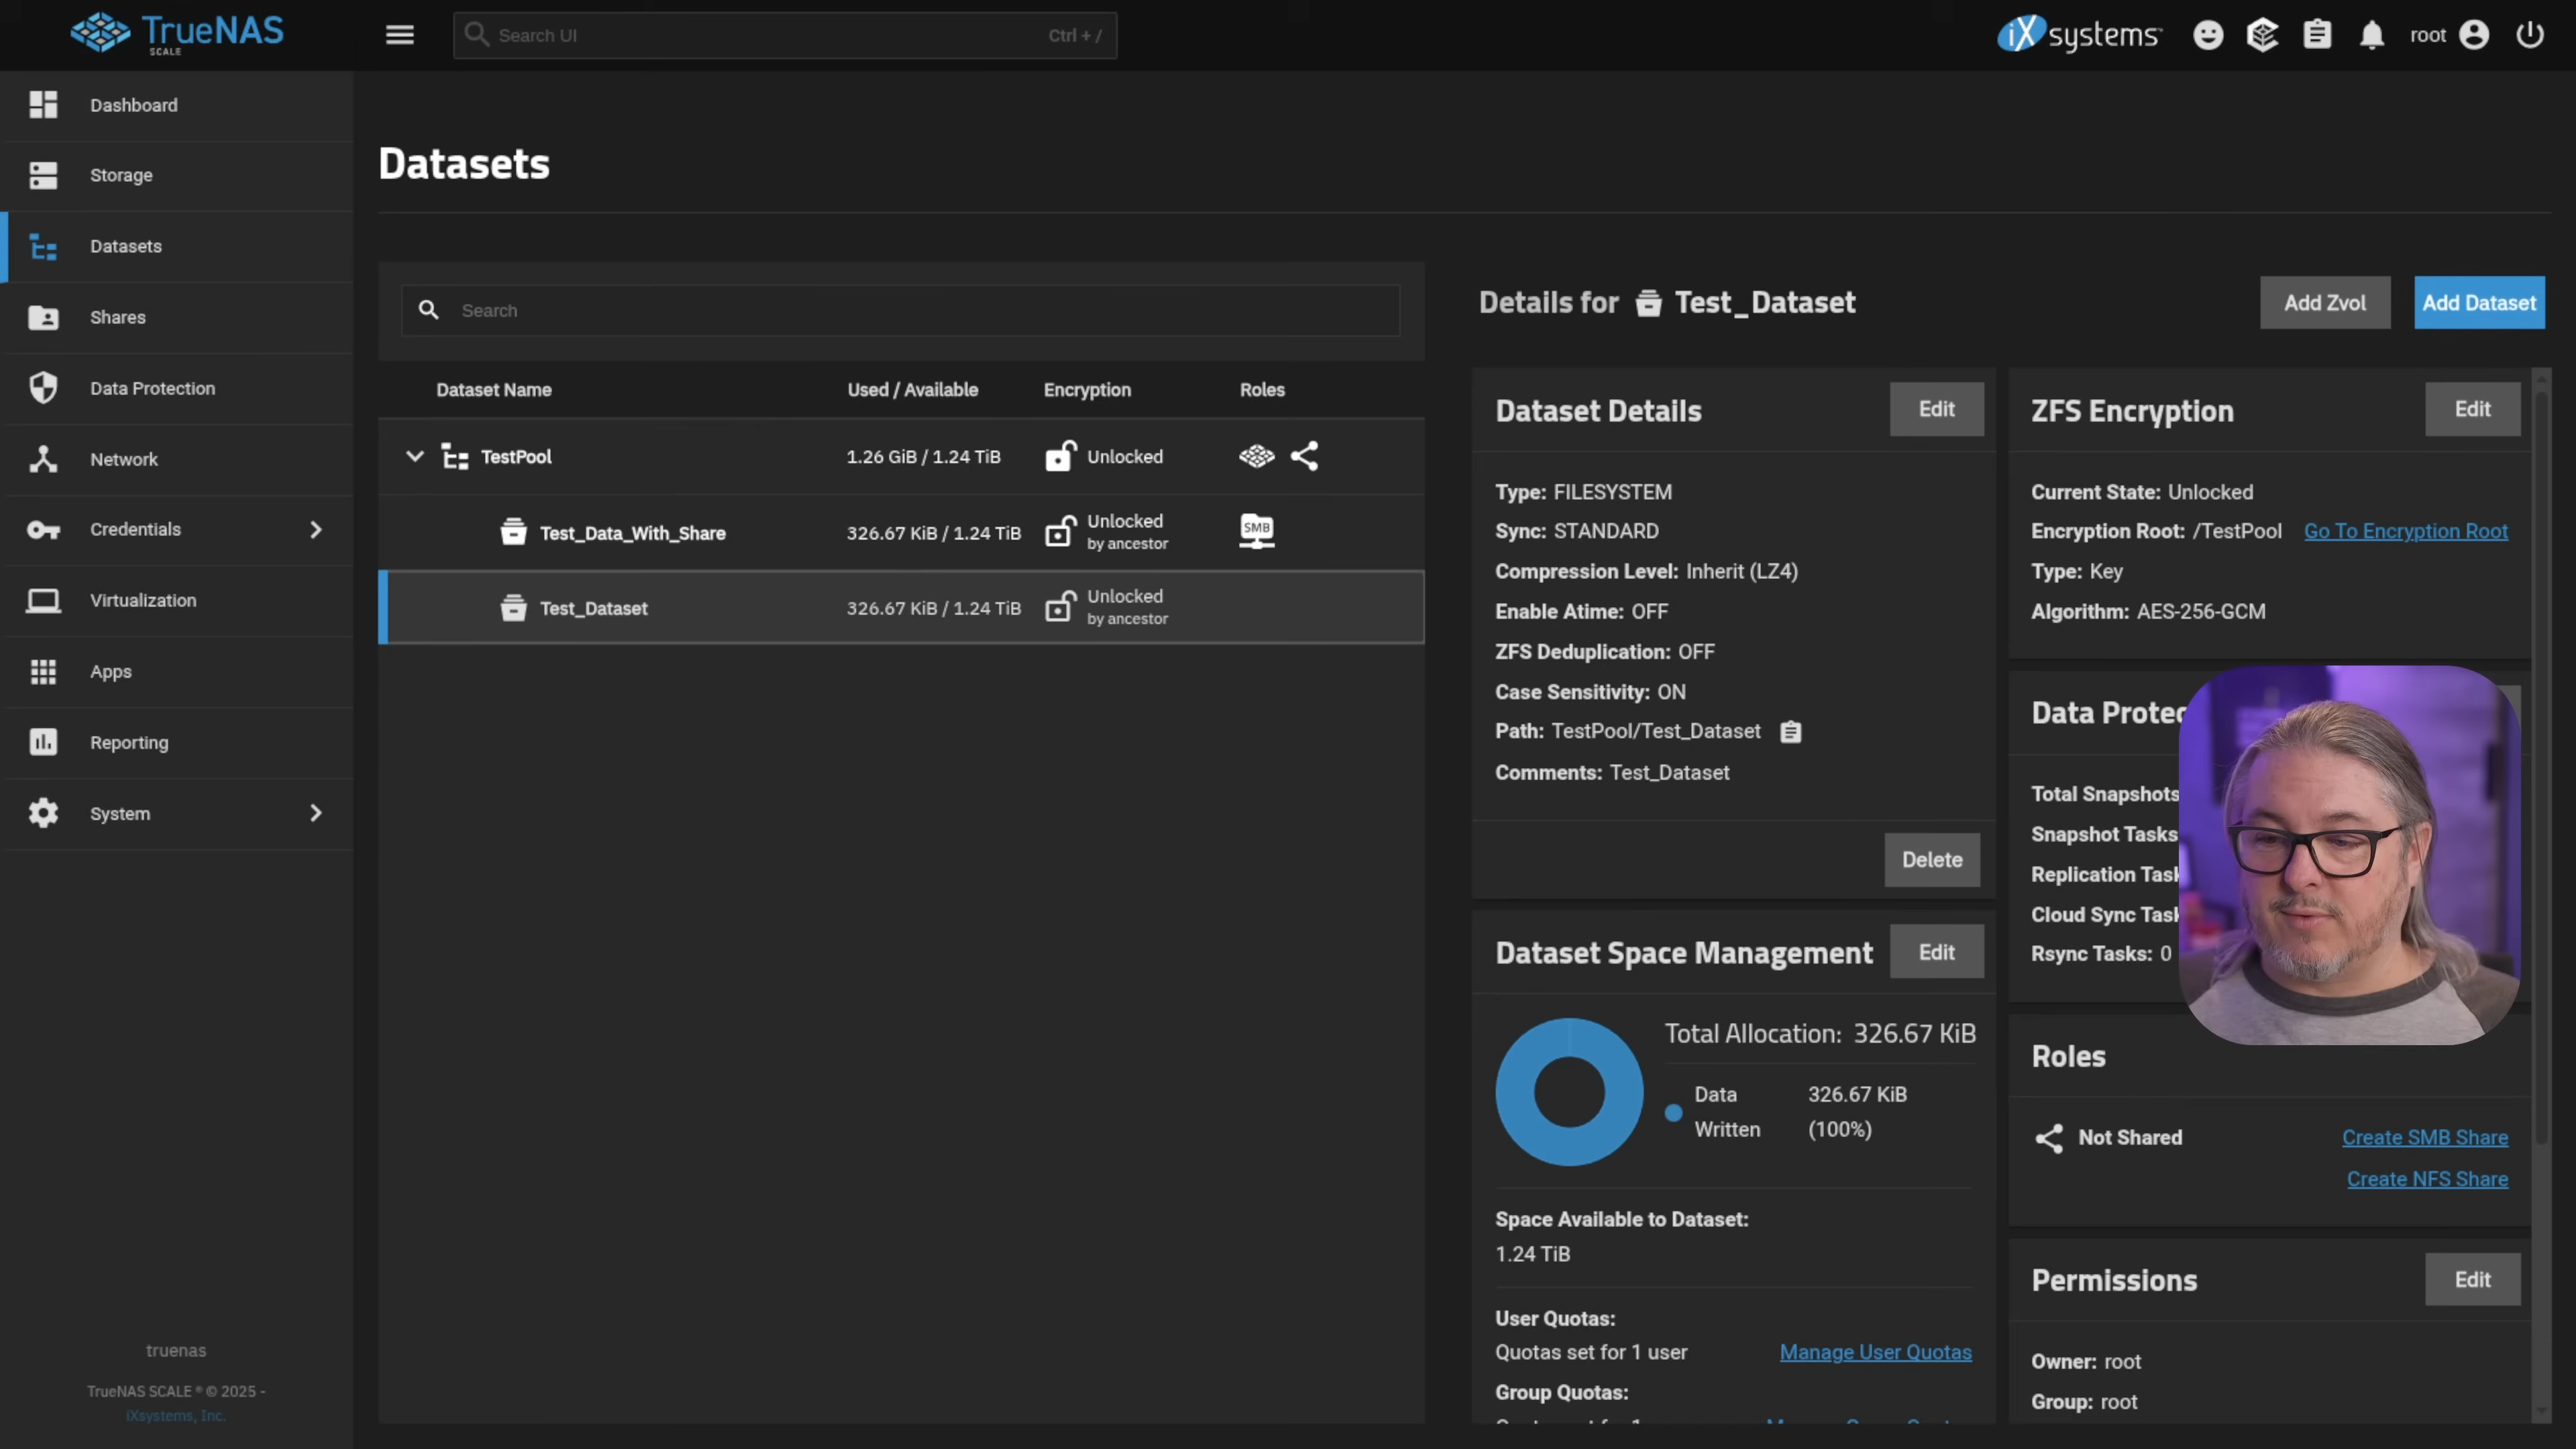 TrueNAS
SCALE
Search UI
Ctrl + /
iXsystems
root
Dashboard
Storage
Datasets
Shares
Data Protection
Network
Credentials
Virtualization
Apps
Reporting
System
truenas
TrueNAS SCALE ® © 2025 -
iXsystems, Inc.
Datasets
Search
Dataset Name Used / Available Encryption Roles
TestPool 1.26 GiB / 1.24 TiB Unlocked
Test_Data_With_Share 326.67 KiB / 1.24 TiB Unlocked
by ancestor
SMB
Test_Dataset 326.67 KiB / 1.24 TiB Unlocked
by ancestor
Details for Test_Dataset
Add Zvol
Add Dataset
Dataset Details
Edit
Type: FILESYSTEM
Sync: STANDARD
Compression Level: Inherit (LZ4)
Enable Atime: OFF
ZFS Deduplication: OFF
Case Sensitivity: ON
Path: TestPool/Test_Dataset
Comments: Test_Dataset
Delete
Dataset Space Management
Edit
Total Allocation: 326.67 KiB
Data 326.67 KiB
Written (100%)
Space Available to Dataset:
1.24 TiB
User Quotas:
Quotas set for 1 user Manage User Quotas
Group Quotas:
ZFS Encryption
Edit
Current State: Unlocked
Encryption Root: /TestPool Go To Encryption Root
Type: Key
Algorithm: AES-256-GCM
Data Protec
Total Snapshots
Snapshot Tasks
Replication Task
Cloud Sync Task
Rsync Tasks: 0
Roles
Not Shared Create SMB Share
Create NFS Share
Permissions
Edit
Owner: root
Group: root